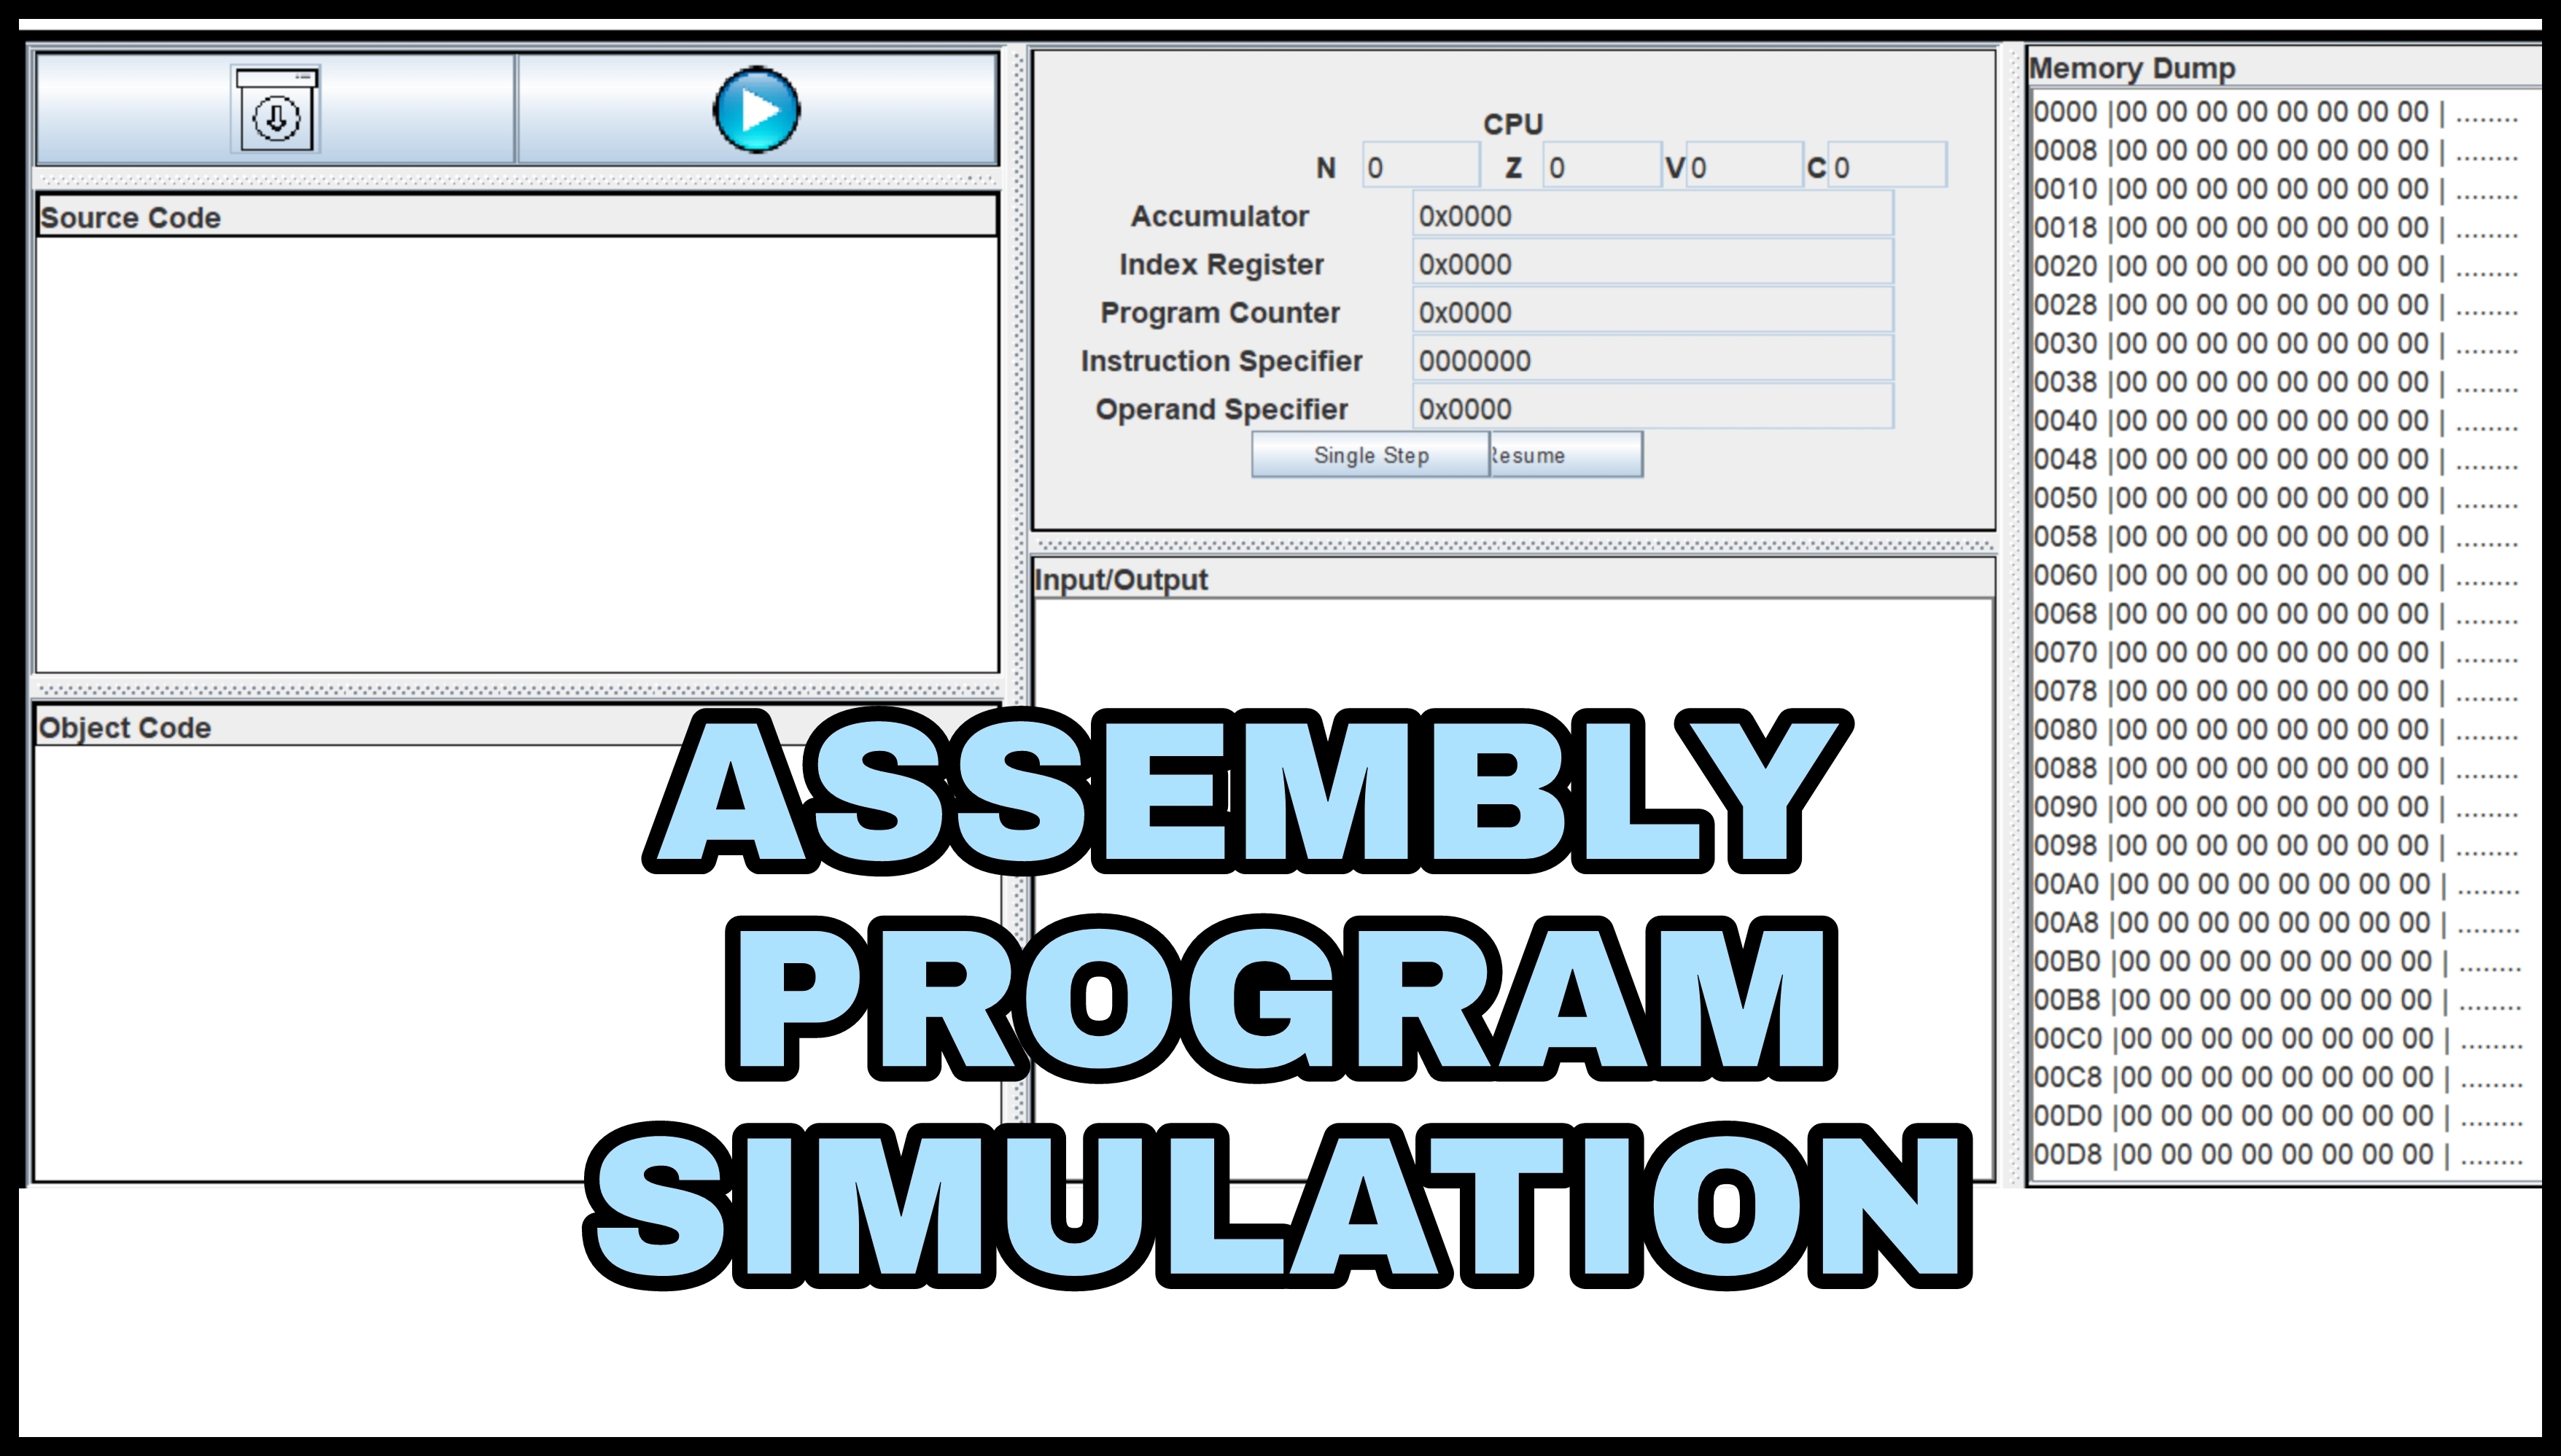 Source Code
Object Code
CPU
N 0 Z 0 V 0 C 0
Accumulator 0x0000
Index Register 0x0000
Program Counter 0x0000
Instruction Specifier 0000000
Operand Specifier 0x0000
Single Step
Input/Output
Memory Dump
0000 |00 00 00 00 00 00 00 00 | ........
0008 |00 00 00 00 00 00 00 00 | ........
0010 |00 00 00 00 00 00 00 00 | ........
0018 |00 00 00 00 00 00 00 00 | ........
0020 |00 00 00 00 00 00 00 00 | ........
0028 |00 00 00 00 00 00 00 00 | ........
0030 |00 00 00 00 00 00 00 00 | ........
0038 |00 00 00 00 00 00 00 00 | ........
0040 |00 00 00 00 00 00 00 00 | ........
0048 |00 00 00 00 00 00 00 00 | ........
0050 |00 00 00 00 00 00 00 00 | ........
0058 |00 00 00 00 00 00 00 00 | ........
0060 |00 00 00 00 00 00 00 00 | ........
0068 |00 00 00 00 00 00 00 00 | ........
0070 |00 00 00 00 00 00 00 00 | ........
0078 |00 00 00 00 00 00 00 00 | ........
0080 |00 00 00 00 00 00 00 00 | ........
0088 |00 00 00 00 00 00 00 00 | ........
0090 |00 00 00 00 00 00 00 00 | ........
0098 |00 00 00 00 00 00 00 00 | ........
00A0 |00 00 00 00 00 00 00 00 | ........
00A8 |00 00 00 00 00 00 00 00 | ........
00B0 |00 00 00 00 00 00 00 00 | ........
00B8 |00 00 00 00 00 00 00 00 | ........
00C0 |00 00 00 00 00 00 00 00 | ........
00C8 |00 00 00 00 00 00 00 00 | ........
00D0 |00 00 00 00 00 00 00 00 | ........
00D8 |00 00 00 00 00 00 00 00 | ........
ASSEMBLY
PROGRAM
SIMULATION